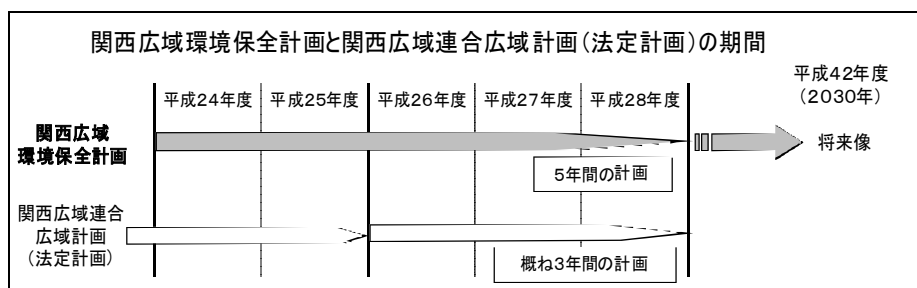 関西広域環境保全計画と関西広域連合広域計画（法定計画）の期間
平成42年度
（2030年）
平成24年度
平成25年度
平成26年度
平成27年度
平成28年度
関西広域
環境保全計画
将来像
5年間の計画
関西広域連合
広域計画
（法定計画）
概ね3年間の計画